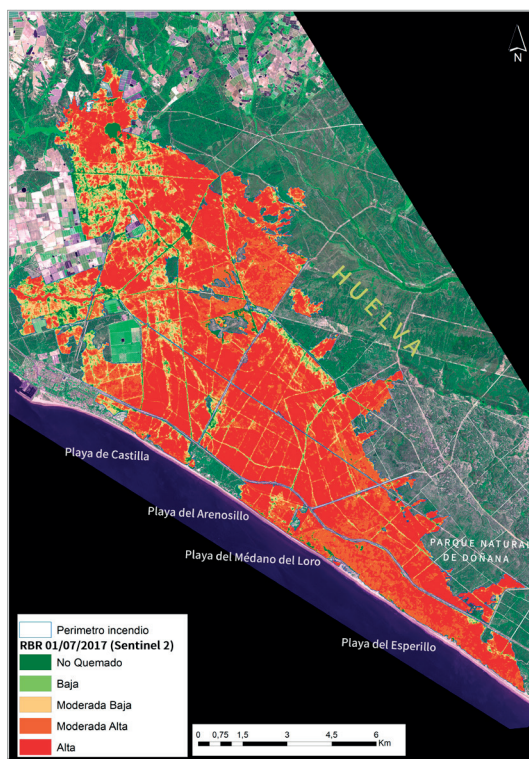 N
HUELVA
Playa de Castilla
Playa del Arenosillo
PARQUE NATURAL
DE DOÑANA
Playa del Médano del Loro
Playa del Esperillo
Perimetro incendio
RBR 01/07/2017 (Sentinel 2)
No Quemado
Baja
Moderada Baja
Moderada Alta
Alta
0 0,75 1,5 3 4,5 6
Km